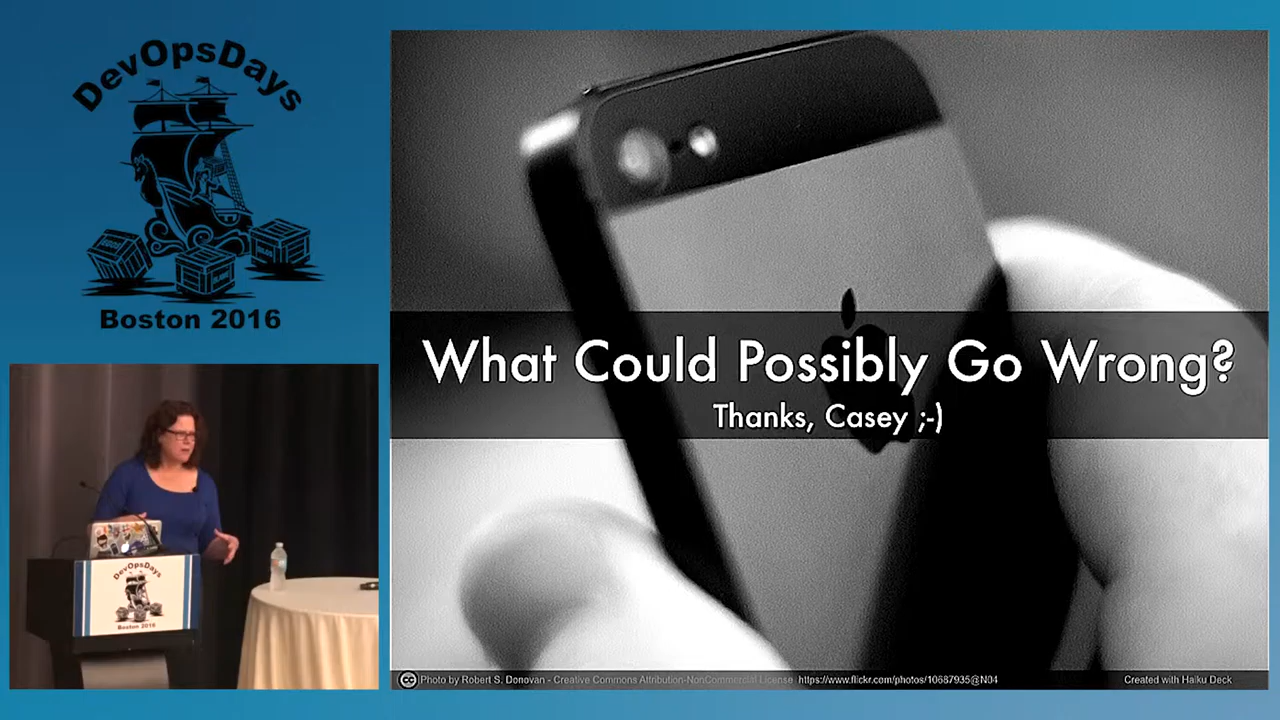 DevOpsDays
Boston 2016
What Could Possibly Go Wrong?
Thanks, Casey ;-)
DevOpsDays
Boston 2016
Photo by Robert S. Donovan - Creative Commons Attribution-NonCommercial License https://www.flickr.com/photos/10687935@N04
Created with Haiku Deck